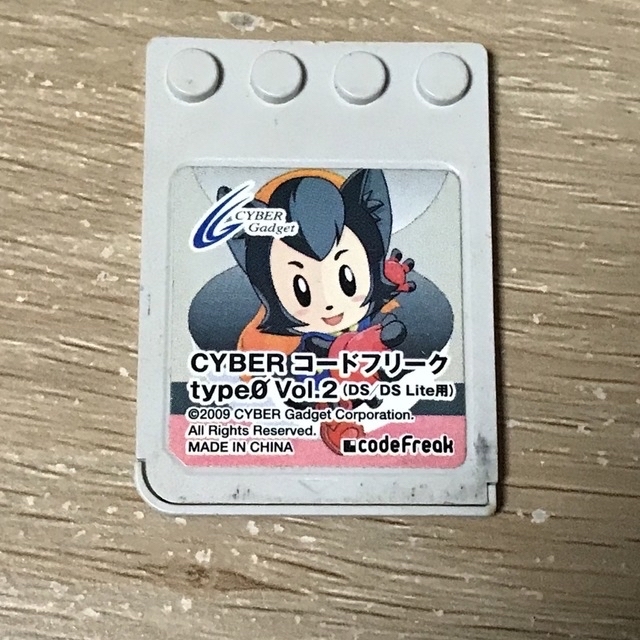 CYBER
Gadget
CYBER コードフリーク
type0 Vol.2 (DS/DS Lite用)
©2009 CYBER Gadget Corporation.
All Rights Reserved.
MADE IN CHINA
codeFreak